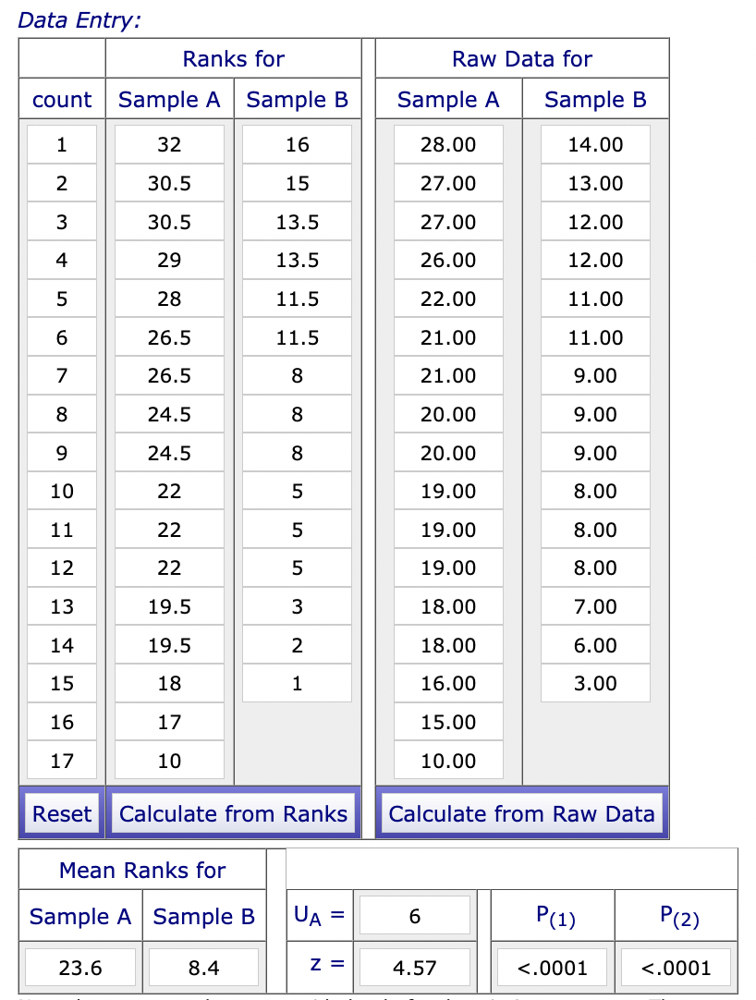 Data Entry:
Ranks for Raw Data for
count Sample A Sample B Sample A Sample B
1 32 16 28.00 14.00
2 30.5 15 27.00 13.00
3 30.5 13.5 27.00 12.00
4 29 13.5 26.00 12.00
5 28 11.5 22.00 11.00
6 26.5 11.5 21.00 11.00
7 26.5 8 21.00 9.00
8 24.5 8 20.00 9.00
9 24.5 8 20.00 9.00
10 22 5 19.00 8.00
11 22 5 19.00 8.00
12 22 5 19.00 8.00
13 19.5 3 18.00 7.00
14 19.5 2 18.00 6.00
15 18 1 16.00 3.00
16 17 15.00
17 10 10.00
Reset Calculate from Ranks Calculate from Raw Data
Mean Ranks for
Sample A Sample B UA = 6 P(1) P(2)
23.6 8.4 z = 4.57 <.0001 <.0001